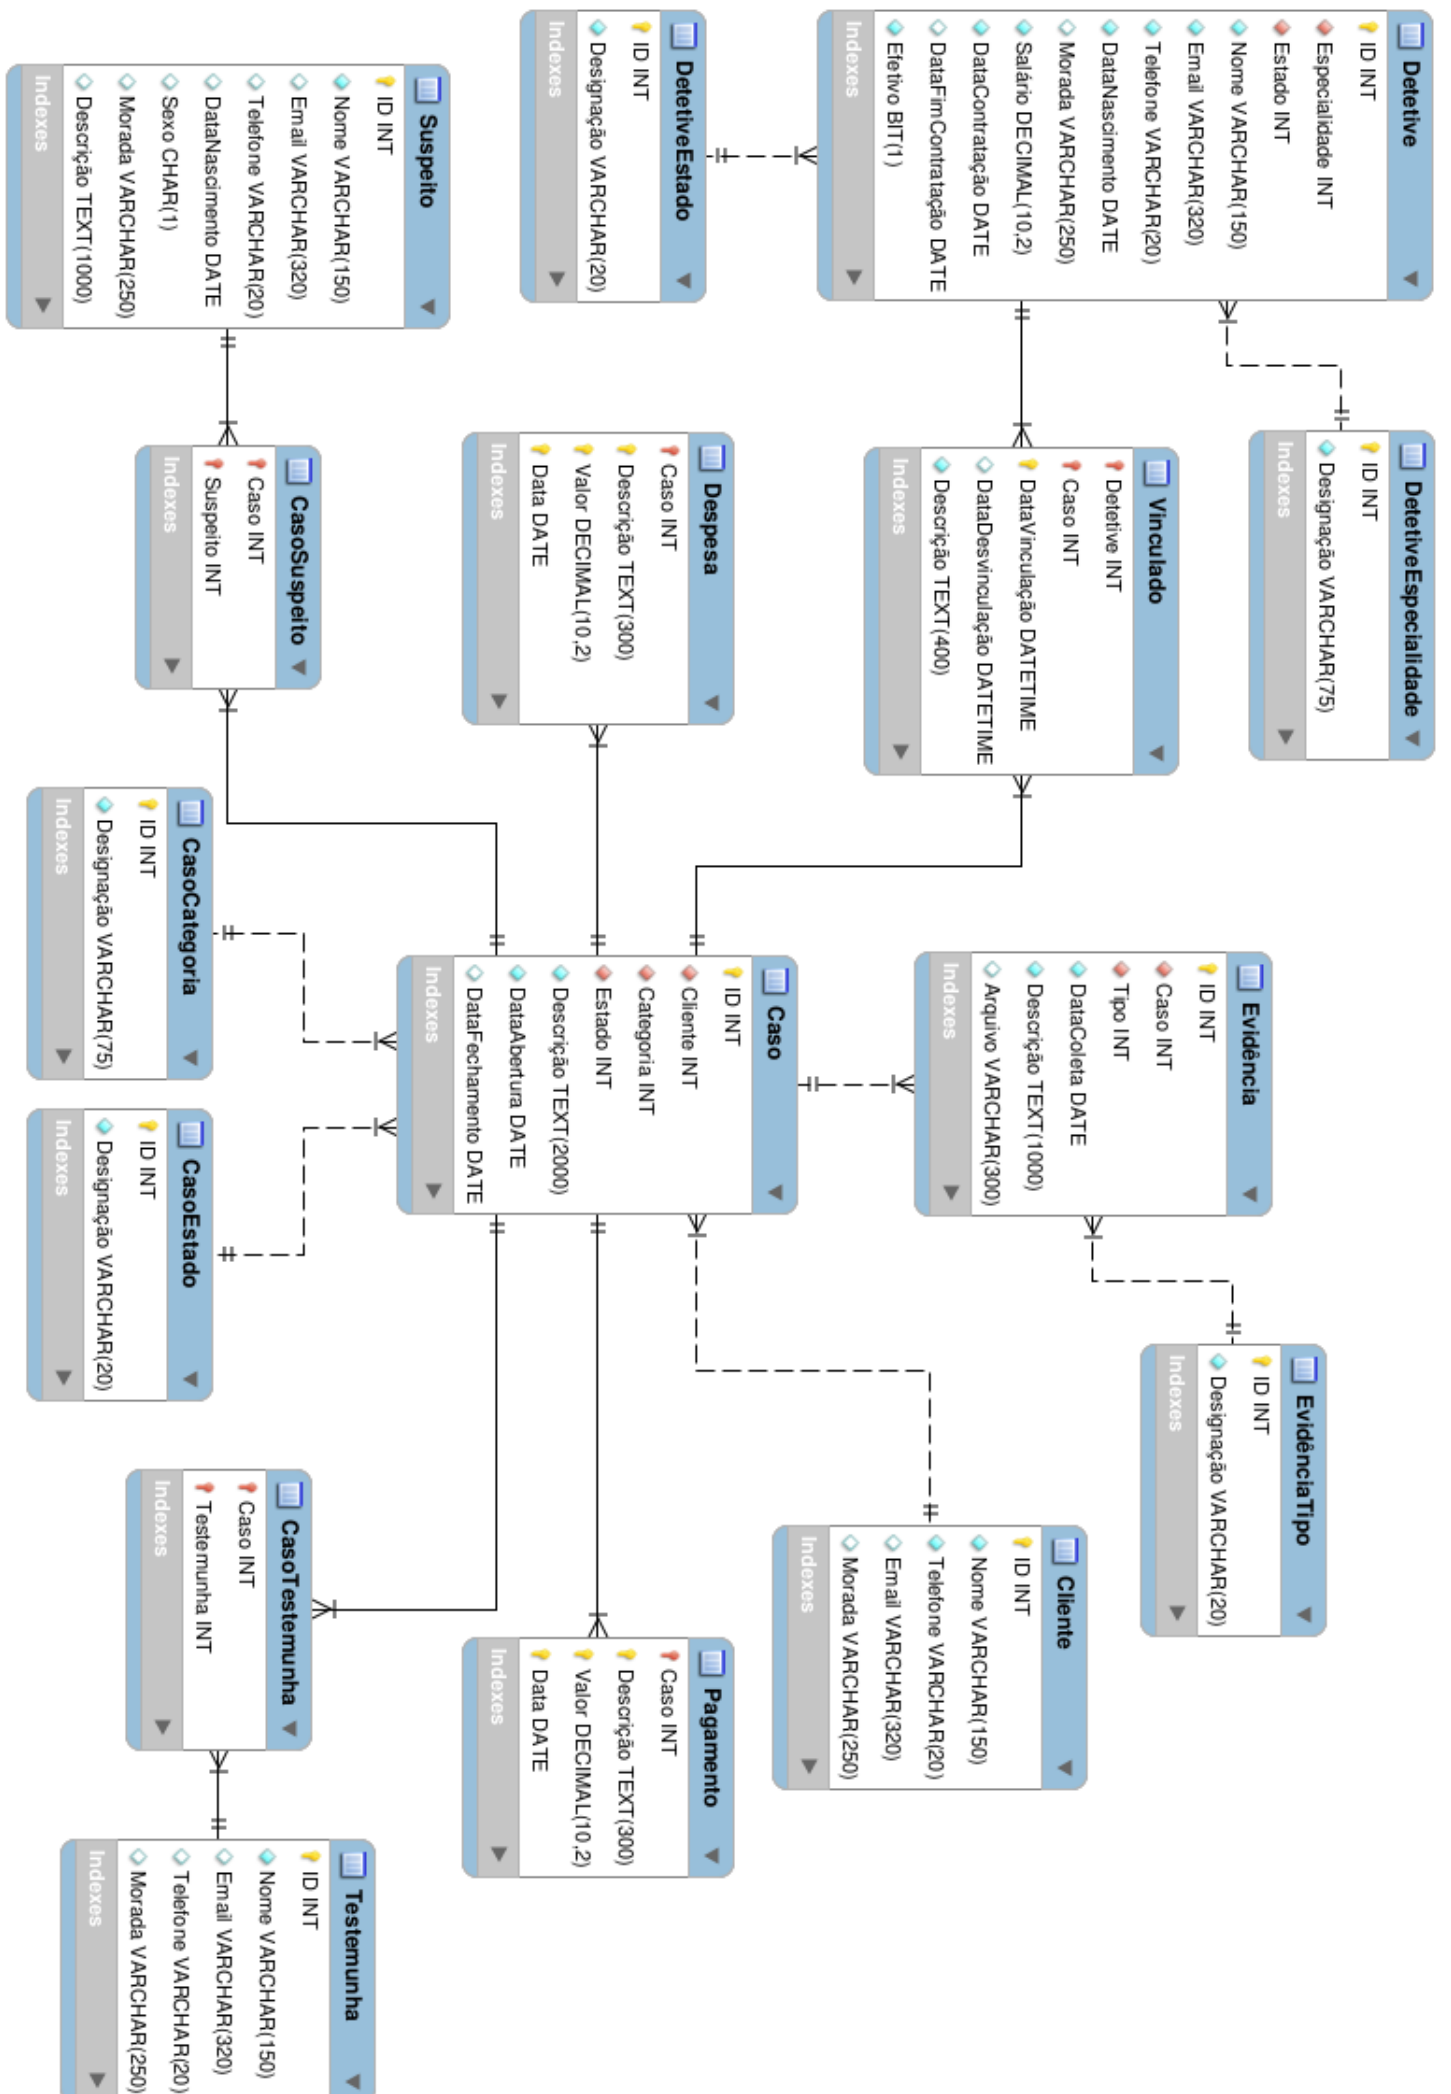 Detetive
ID INT
Especialidade INT
Estado INT
Nome VARCHAR(150)
Email VARCHAR(320)
Telefone VARCHAR(20)
DataNascimento DATE
Morada VARCHAR(250)
Salário DECIMAL(10,2)
DataContratação DATE
DataFimContratação DATE
Efetivo BIT(1)
Indexes
DetetiveEspecialidade
ID INT
Designação VARCHAR(75)
Indexes
DetetiveEstado
ID INT
Designação VARCHAR(20)
Indexes
Vinculado
Detetive INT
Caso INT
DataVinculação DATETIME
DataDesvinculação DATETIME
Descrição TEXT(400)
Indexes
Evidência
ID INT
Caso INT
Tipo INT
DataColeta DATE
Descrição TEXT(1000)
Arquivo VARCHAR(300)
Indexes
EvidênciaTipo
ID INT
Designação VARCHAR(20)
Indexes
Cliente
ID INT
Nome VARCHAR(150)
Telefone VARCHAR(20)
Email VARCHAR(320)
Morada VARCHAR(250)
Indexes
Despesa
Caso INT
Descrição TEXT(300)
Valor DECIMAL(10,2)
Data DATE
Indexes
Caso
ID INT
Cliente INT
Categoria INT
Estado INT
Descrição TEXT(2000)
DataAbertura DATE
DataFechamento DATE
Indexes
Pagamento
Caso INT
Descrição TEXT(300)
Valor DECIMAL(10,2)
Data DATE
Indexes
Suspeito
ID INT
Nome VARCHAR(150)
Email VARCHAR(320)
Telefone VARCHAR(20)
DataNascimento DATE
Sexo CHAR(1)
Morada VARCHAR(250)
Descrição TEXT(1000)
Indexes
CasoSuspeito
Caso INT
Suspeito INT
Indexes
CasoCategoria
ID INT
Designação VARCHAR(75)
Indexes
CasoEstado
ID INT
Designação VARCHAR(20)
Indexes
CasoTestemunha
Caso INT
Testemunha INT
Indexes
Testemunha
ID INT
Nome VARCHAR(150)
Email VARCHAR(320)
Telefone VARCHAR(20)
Morada VARCHAR(250)
Indexes